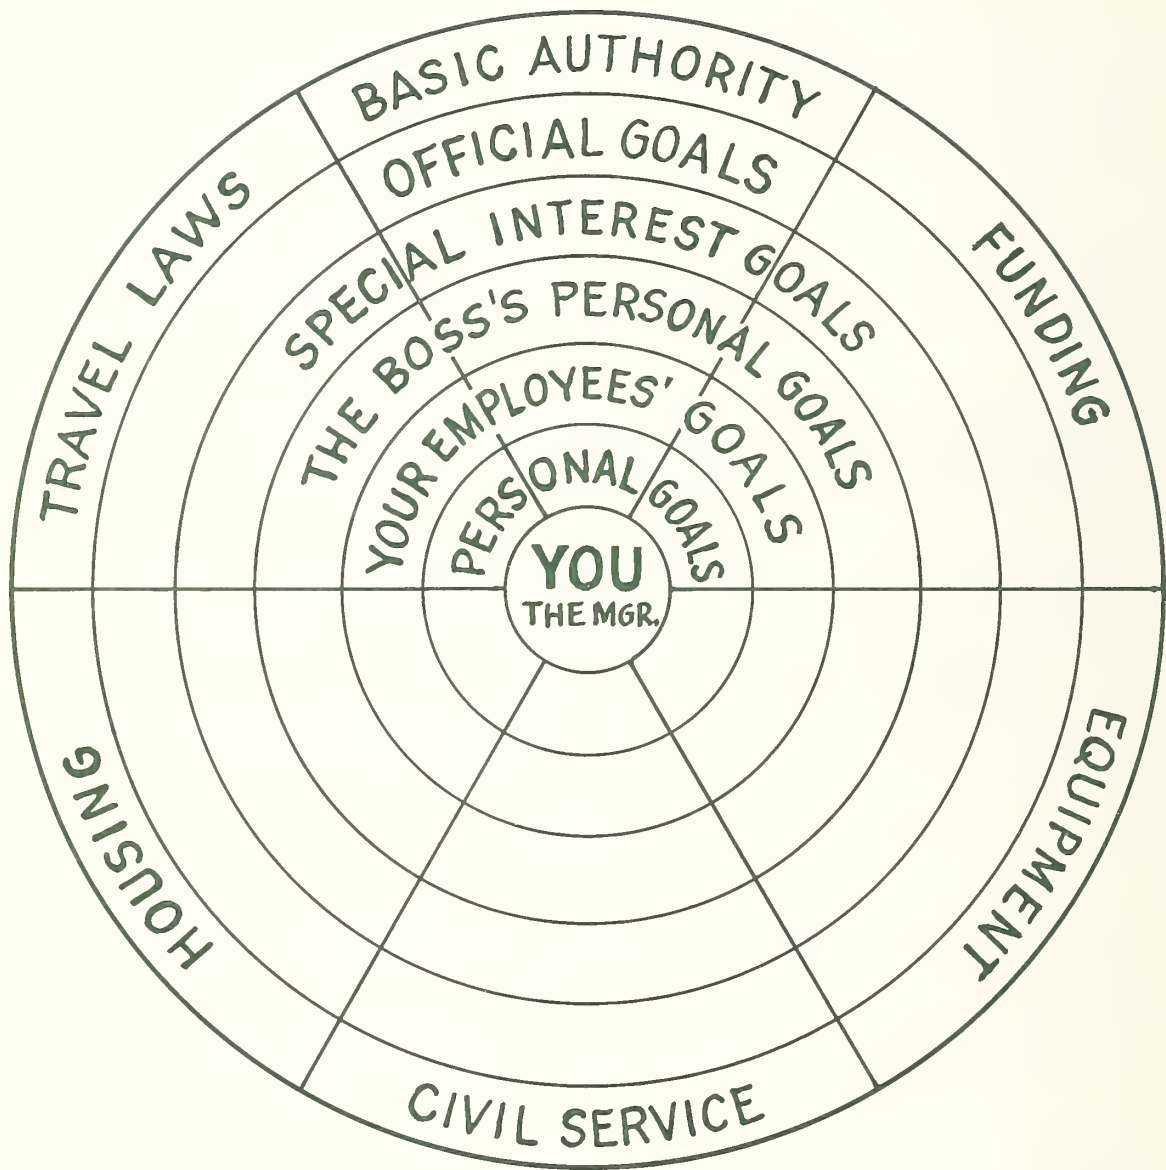 BASIC AUTHORITY
FUNDING
EQUIPMENT
CIVIL SERVICE
HOUSING
TRAVEL LAWS
OFFICIAL GOALS
SPECIAL INTEREST GOALS
THE BOSS'S PERSONAL GOALS
YOUR EMPLOYEES' GOALS
PERSONAL GOALS
YOU
THE MGR.